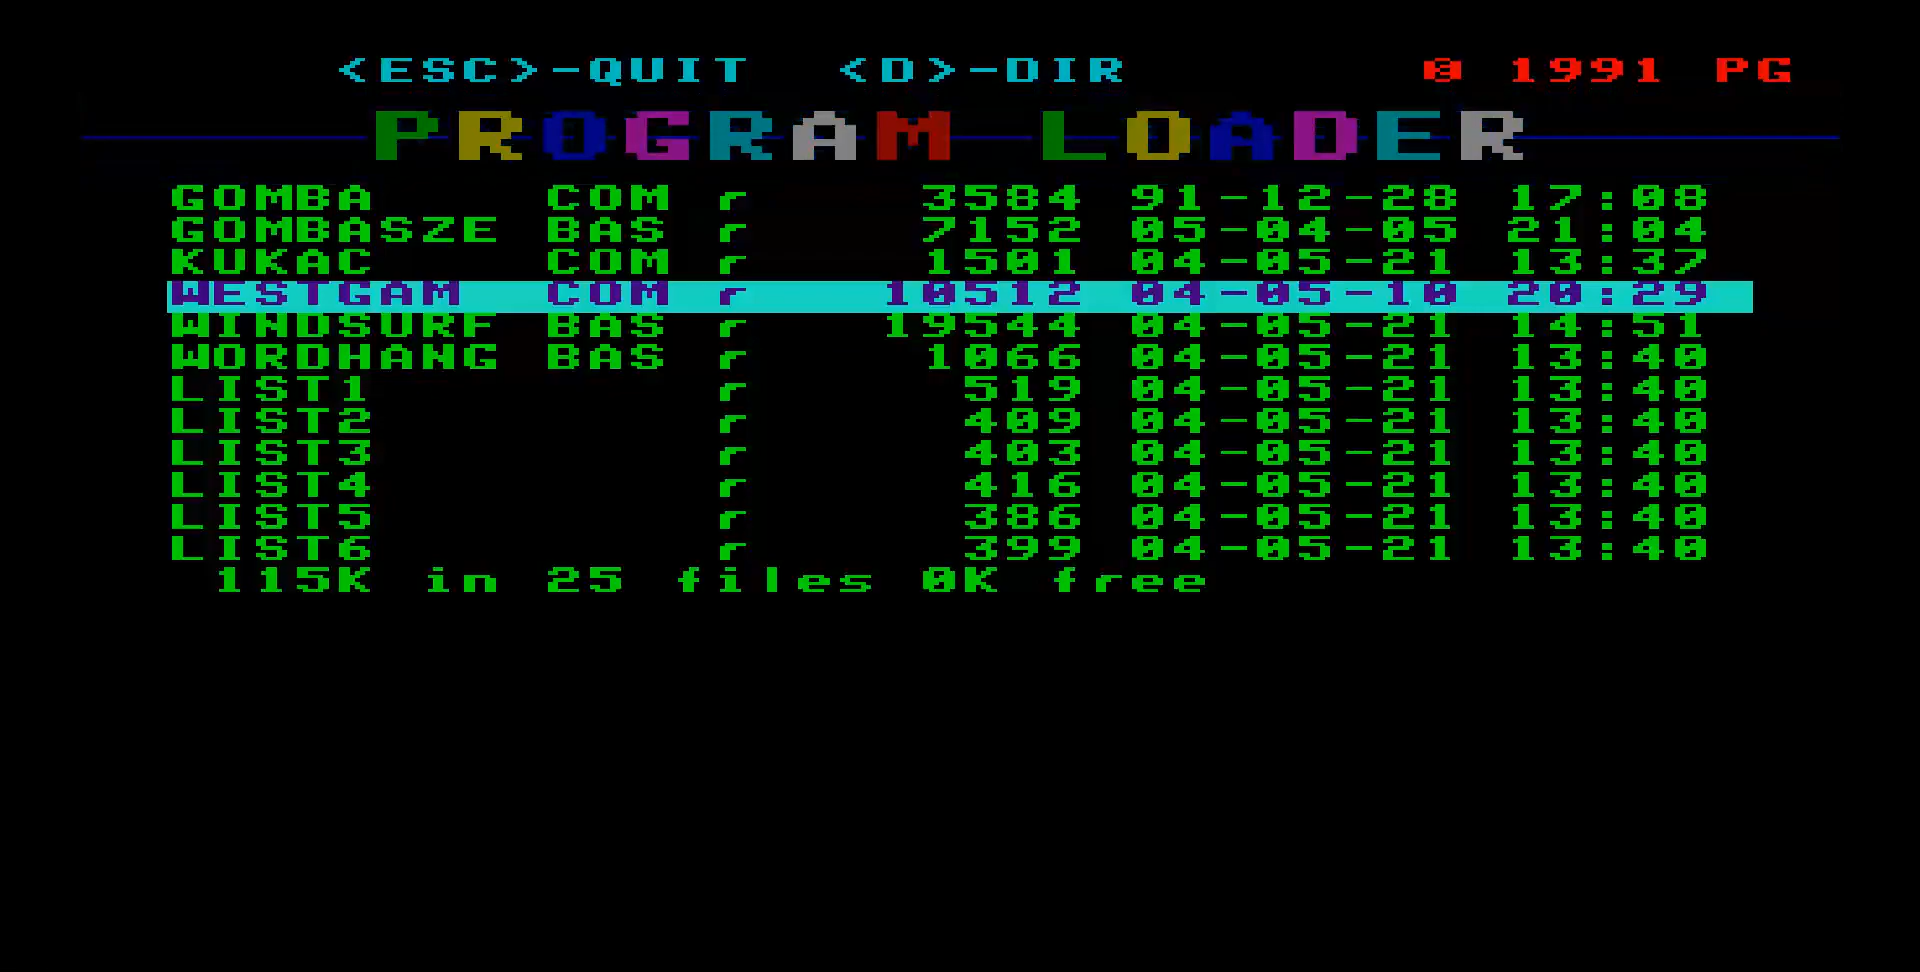 <ESC>-QUIT <D>-DIR © 1991 PG
PROGRAM LOADER
GOMBA COM r 3584 91-12-28 17:08
GOMBASZE BAS r 7152 05-04-05 21:04
KUKAC COM r 1501 04-05-21 13:37
WESTGAM COM r 10512 04-05-10 20:29
WINDSURF BAS r 19544 04-05-21 14:51
WORDHANG BAS r 1066 04-05-21 13:40
LIST1 r 519 04-05-21 13:40
LIST2 r 409 04-05-21 13:40
LIST3 r 403 04-05-21 13:40
LIST4 r 416 04-05-21 13:40
LIST5 r 386 04-05-21 13:40
LIST6 r 399 04-05-21 13:40
115K in 25 files 0K free